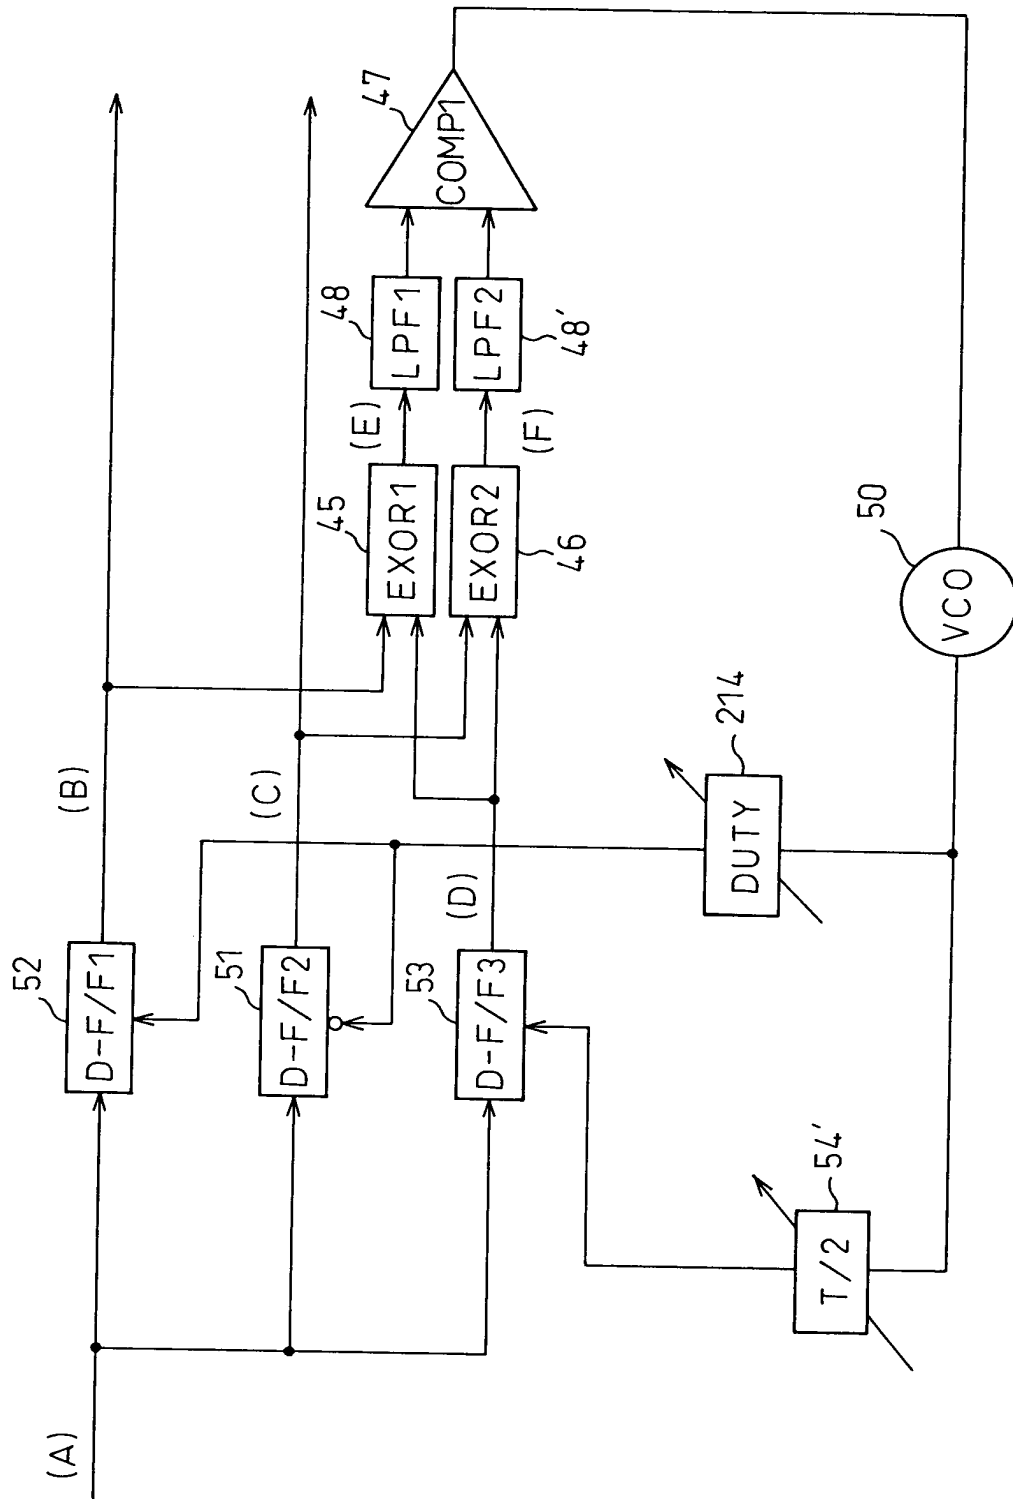 (A)
52
D-F/F1
(B)
51
D-F/F2
(C)
53
D-F/F3
(D)
45
EXOR1
(E)
48
LPF1
47
COMP1
EXOR2
46
(F)
LPF2
48'
54'
T/2
214
DUTY
50
VCO